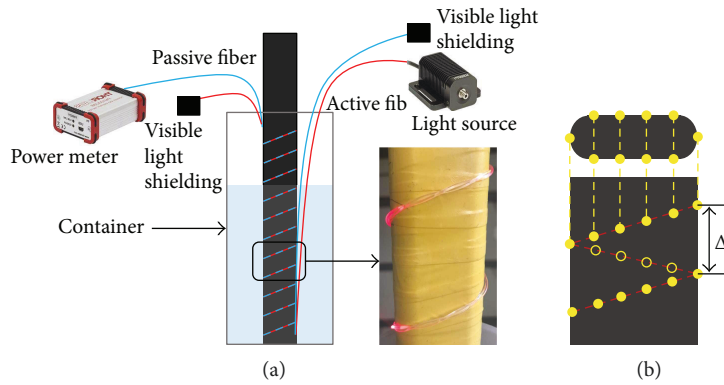 Visible light
shielding
Passive fiber
Active fib
Light source
Power meter
Visible
light
shielding
Container
Δ
(a)
(b)